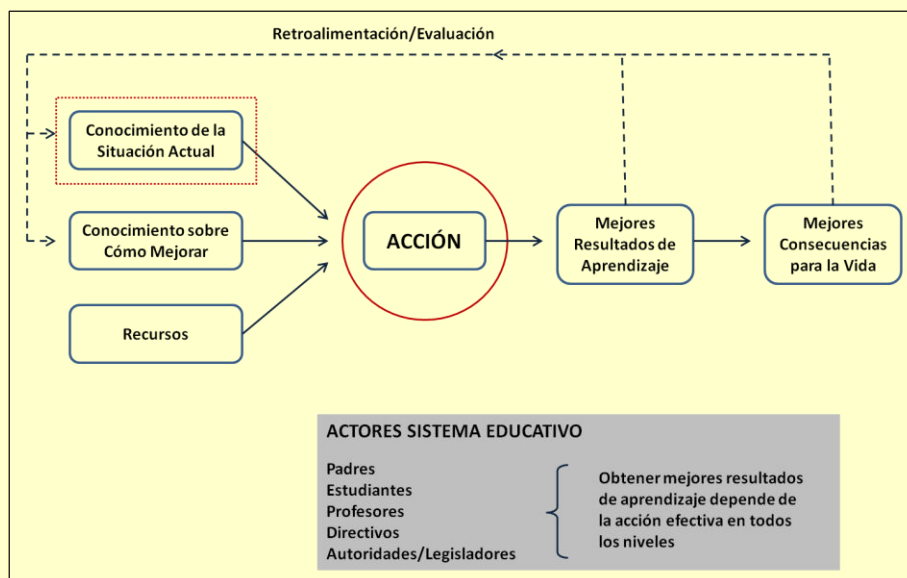 Retroalimentación/Evaluación
Conocimiento de la
Situación Actual
Conocimiento sobre
Cómo Mejorar
Recursos
ACCIÓN
Mejores
Resultados de
Aprendizaje
Mejores
Consecuencias
para la Vida
ACTORES SISTEMA EDUCATIVO
Padres
Estudiantes
Profesores
Directivos
Autoridades/Legisladores
Obtener mejores resultados
de aprendizaje depende de
la acción efectiva en todos
los niveles